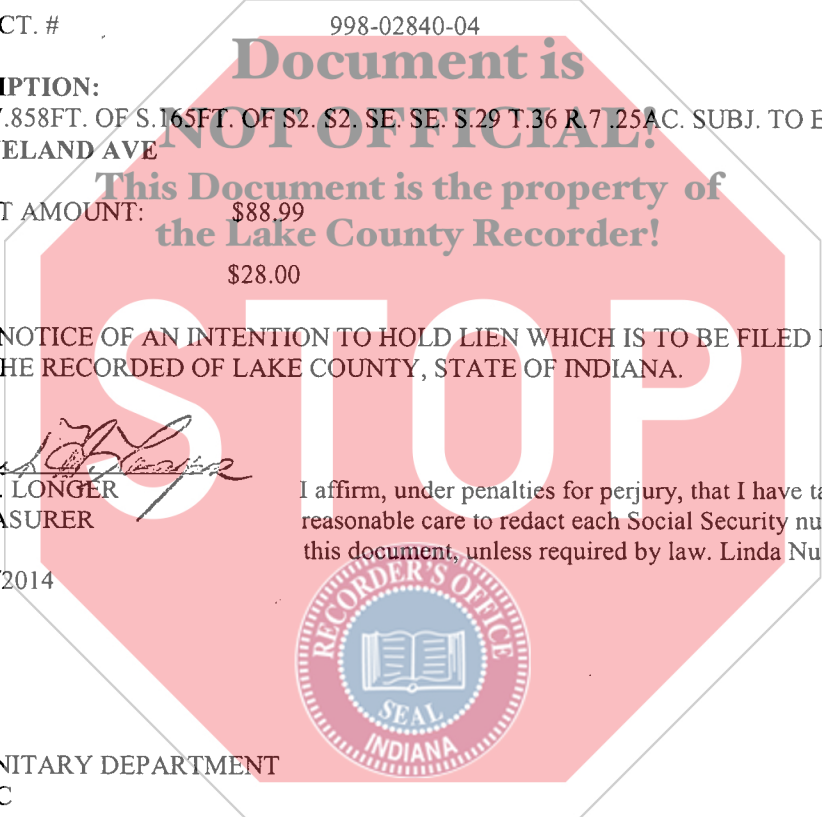 CT. # 998-02840-04
Document is
IPTION:
.858FT. OF S.165FT. OF S2. S2. SE. SE. S.29 T.36 R.7 .25AC. SUBJ. TO E
NOT OFFICIAL!
ELAND AVE
This Document is the property of
T AMOUNT: $88.99
the Lake County Recorder!
$28.00
STOP
NOTICE OF AN INTENTION TO HOLD LIEN WHICH IS TO BE FILED
HE RECORDED OF LAKE COUNTY, STATE OF INDIANA.
. LONGER
ASURER
I affirm, under penalties for perjury, that I have ta
reasonable care to redact each Social Security nu
this document, unless required by law. Linda Nu
/2014
RECORDER'S OFFICE
SEAL
INDIANA
NITARY DEPARTMENT
C